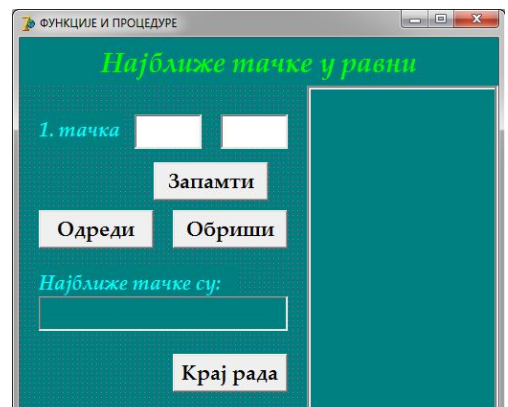 ФУНКЦИЈЕ И ПРОЦЕДУРЕ
Најближе тачке у равни
1. тачка
Запамти
Одреди Обриши
Најближе тачке су:
Крај рада